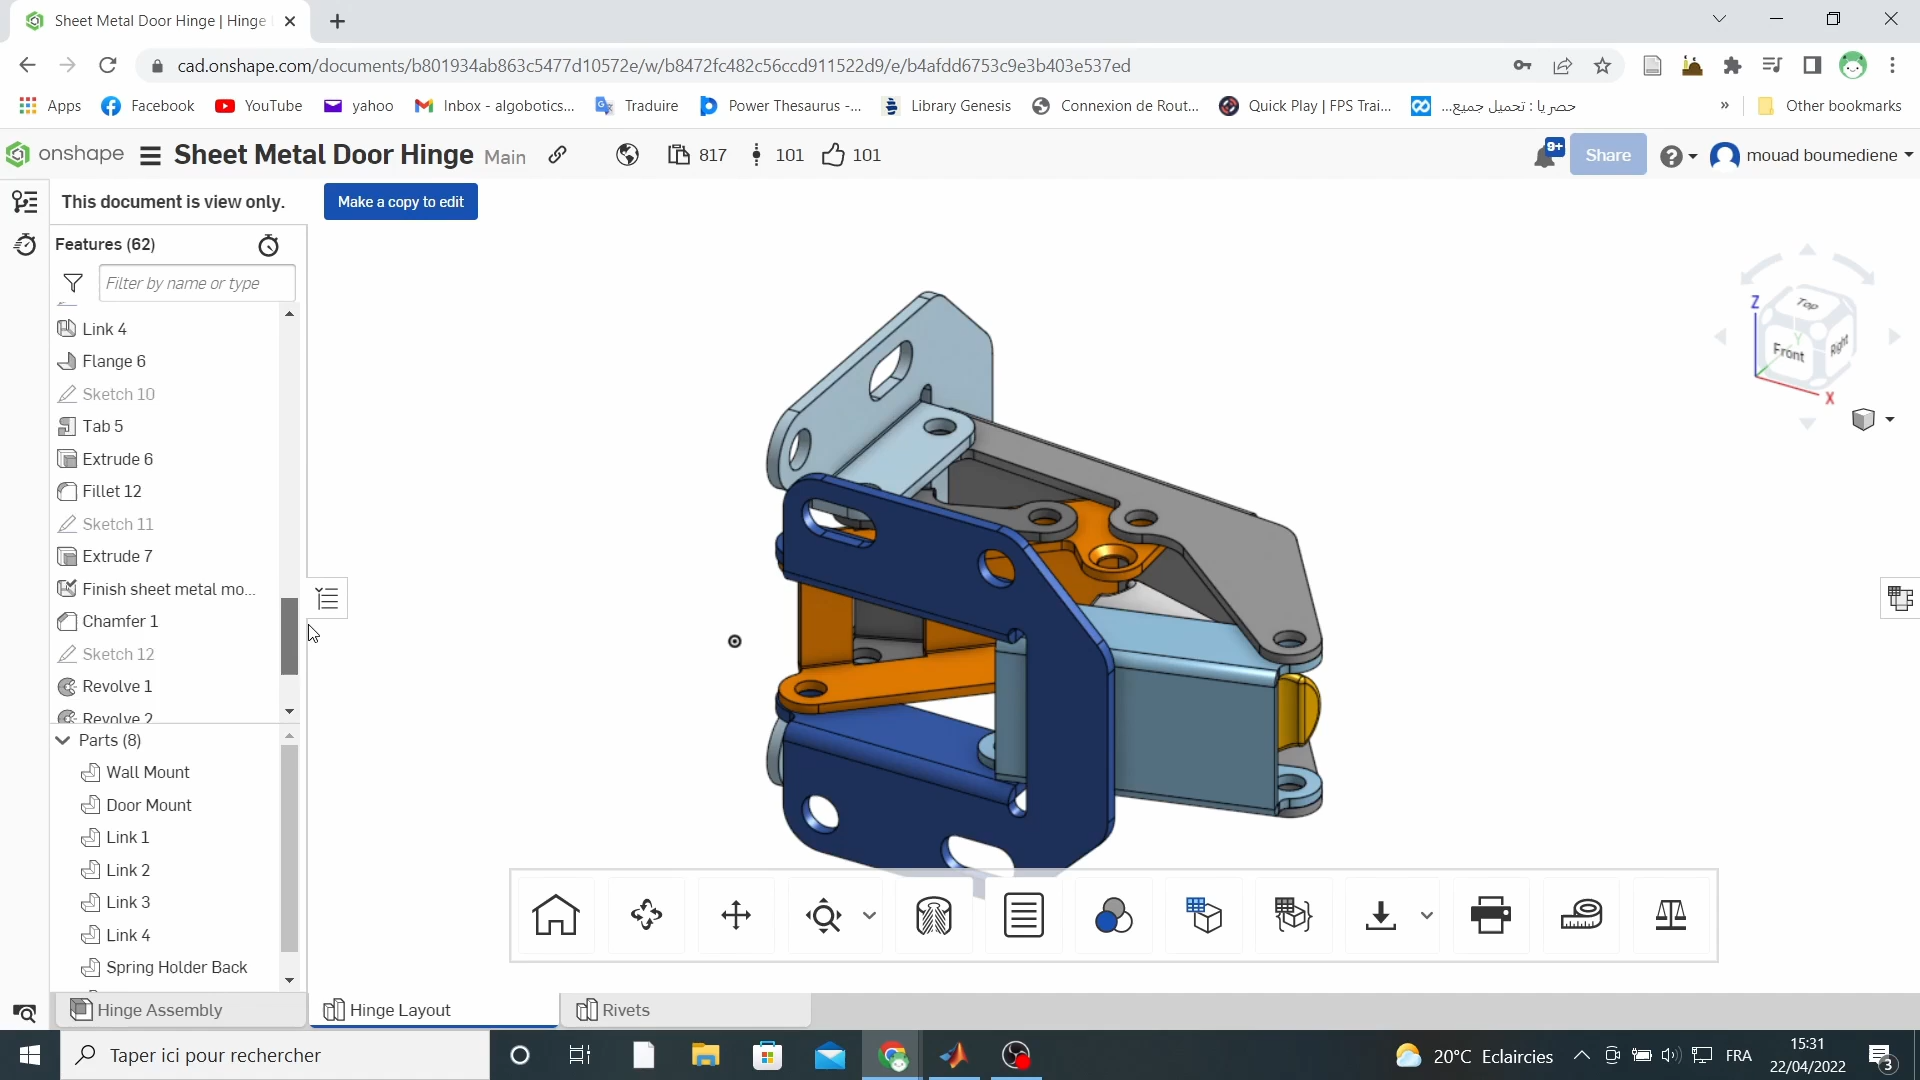 Sheet Metal Door Hinge | Hinge
cad.onshape.com/documents/b801934ab863c5477d10572e/w/b8472fc482c56ccd911522d9/e/b4afdd6753c9e3b403e537ed
Apps Facebook YouTube yahoo Inbox - algobotics... Traduire Power Thesaurus -... Library Genesis Connexion de Rout... Quick Play | FPS Trai... حصريا : تحميل جميع... » Other bookmarks
onshape Sheet Metal Door Hinge Main 817 101 101 9+ Share mouad boumediene
This document is view only. Make a copy to edit
Features (62)
Filter by name or type
Link 4
Flange 6
Sketch 10
Tab 5
Extrude 6
Fillet 12
Sketch 11
Extrude 7
Finish sheet metal mo...
Chamfer 1
Sketch 12
Revolve 1
Revolve 2
Parts (8)
Wall Mount
Door Mount
Link 1
Link 2
Link 3
Link 4
Spring Holder Back
Z
Top
Y
Front
Right
X
Hinge Assembly Hinge Layout Rivets
Taper ici pour rechercher
20°C Eclaircies
FRA
15:31
22/04/2022
3